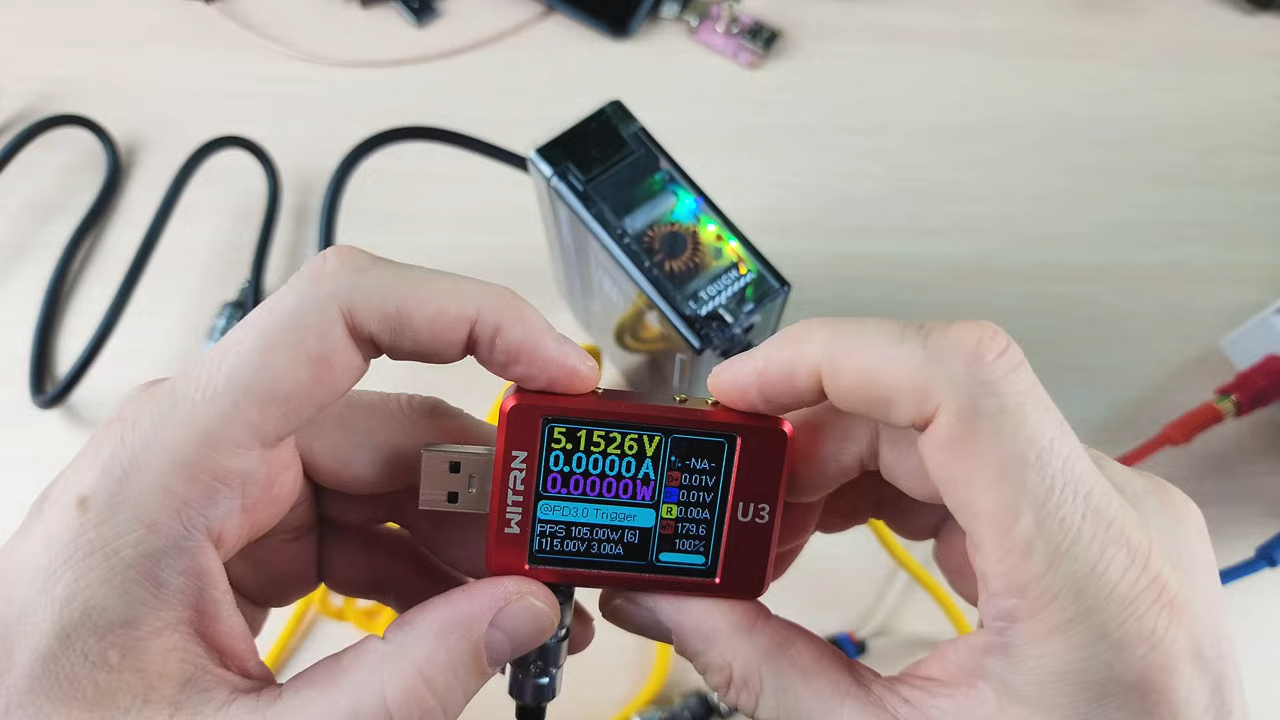 WITRN
5.1526V
0.0000A
0.0000W
@PD3.0 Trigger
PPS 105.00W [6]
[1] 5.00V 3.00A
-NA-
0.01V
0.01V
R 0.00A
179.6
100%
U3
TOUCH